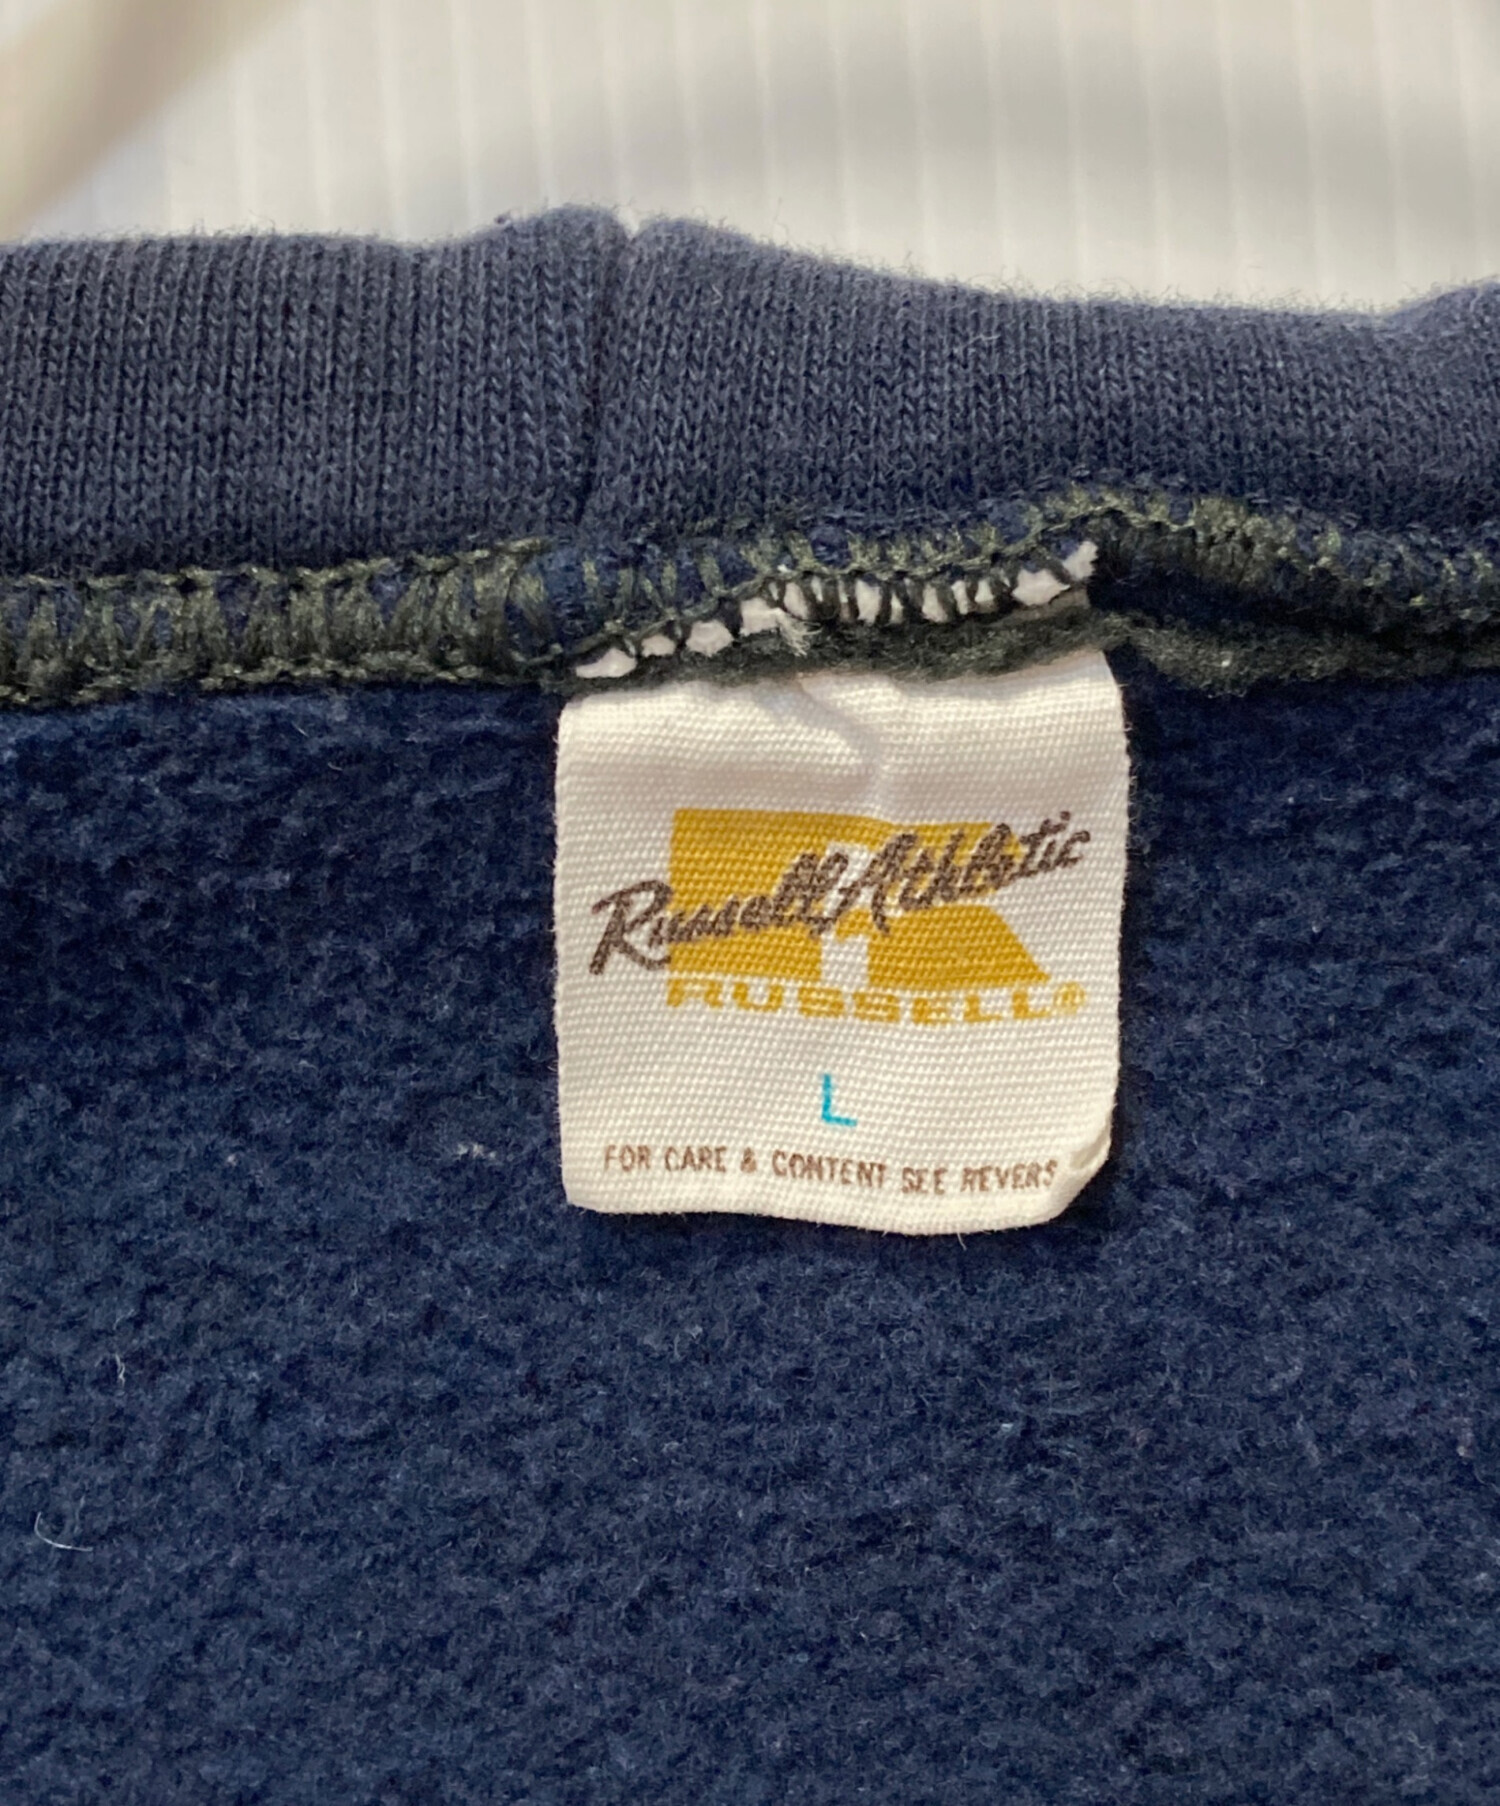 Russell Athletic
RUSSELL®
L
FOR CARE & CONTENT SEE REVERS